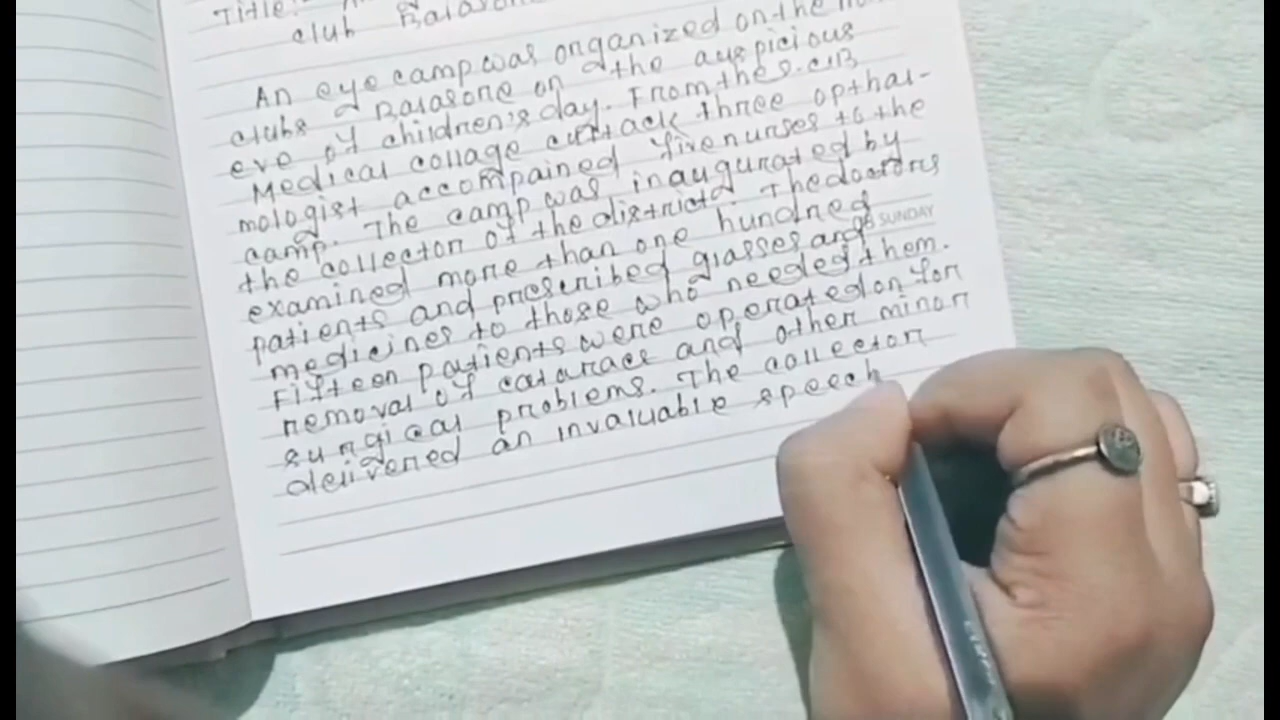 Title:
club Balasore
An eye camp was organized on the
clubs Balasore on the auspicious
eve of children's day. From the S.C.B
Medical collage cuttack three opthal-
mologist accompained five nurses to the
camp. The camp was inaugurated by
the collector of the district. The doctors
examined more than one hundred
patients and prescribed glasses and
medicines to those who needed them.
Fifteen patients were operated on for
removal of cataract and other minor
surgical problems. The collector
delivered an invaluable speech
SUNDAY